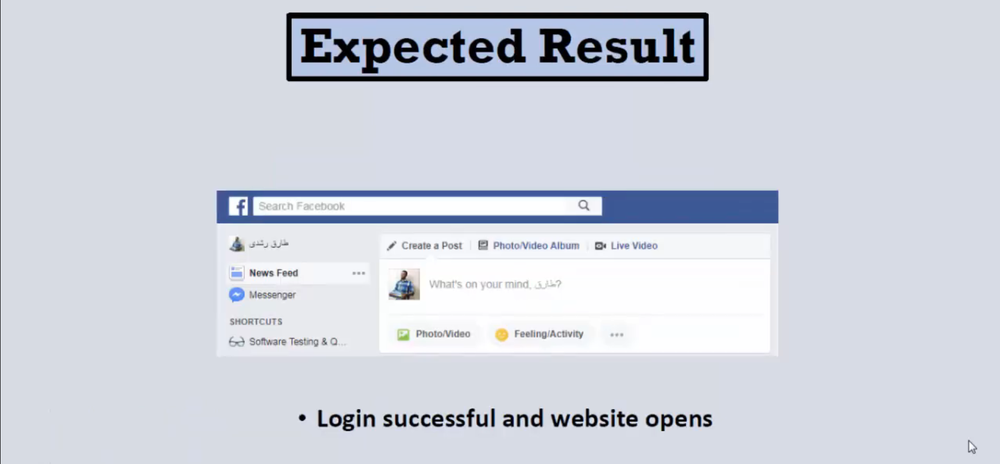 Expected Result
Search Facebook
طارق رشدى
News Feed
Messenger
SHORTCUTS
Software Testing & Q...
Create a Post
Photo/Video Album
Live Video
What's on your mind, طارق?
Photo/Video
Feeling/Activity
• Login successful and website opens